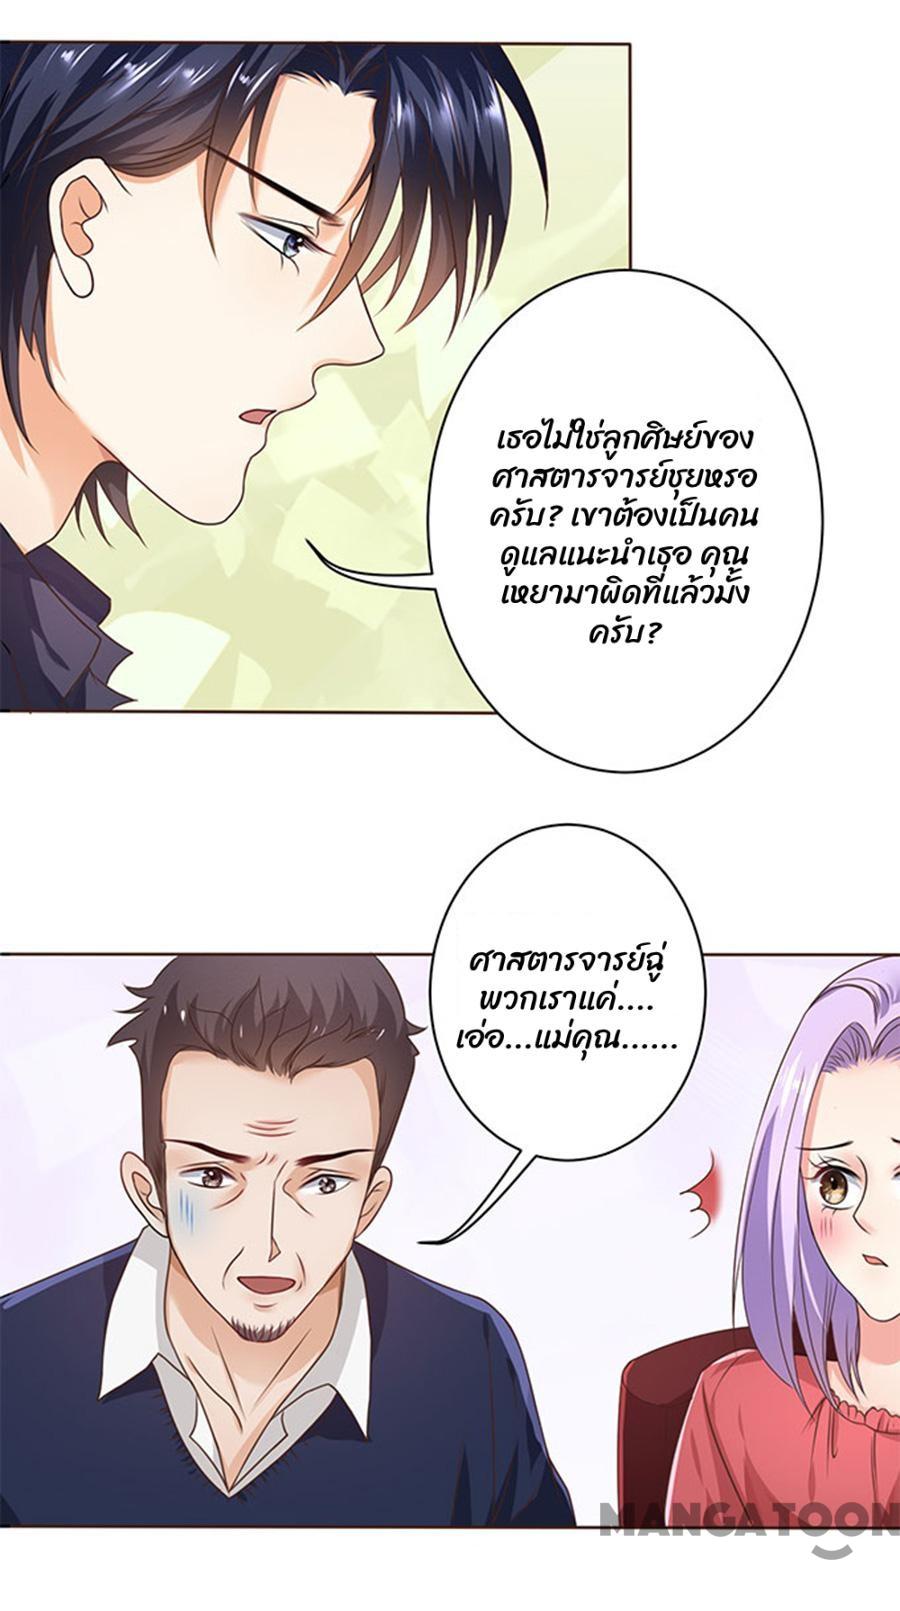 เธอไม่ใช่ลูกศิษย์ของ
ศาสตารจารย์ชุยหรอ
ครับ? เขาต้องเป็นคน
ดูแลแนะนำเธอ คุณ
เหยามาผิดที่แล้วมั้ง
ครับ?
ศาสตารจารย์ฉู่
พวกเราแค่....
เอ่อ...แม่คุณ......
MANGATOON